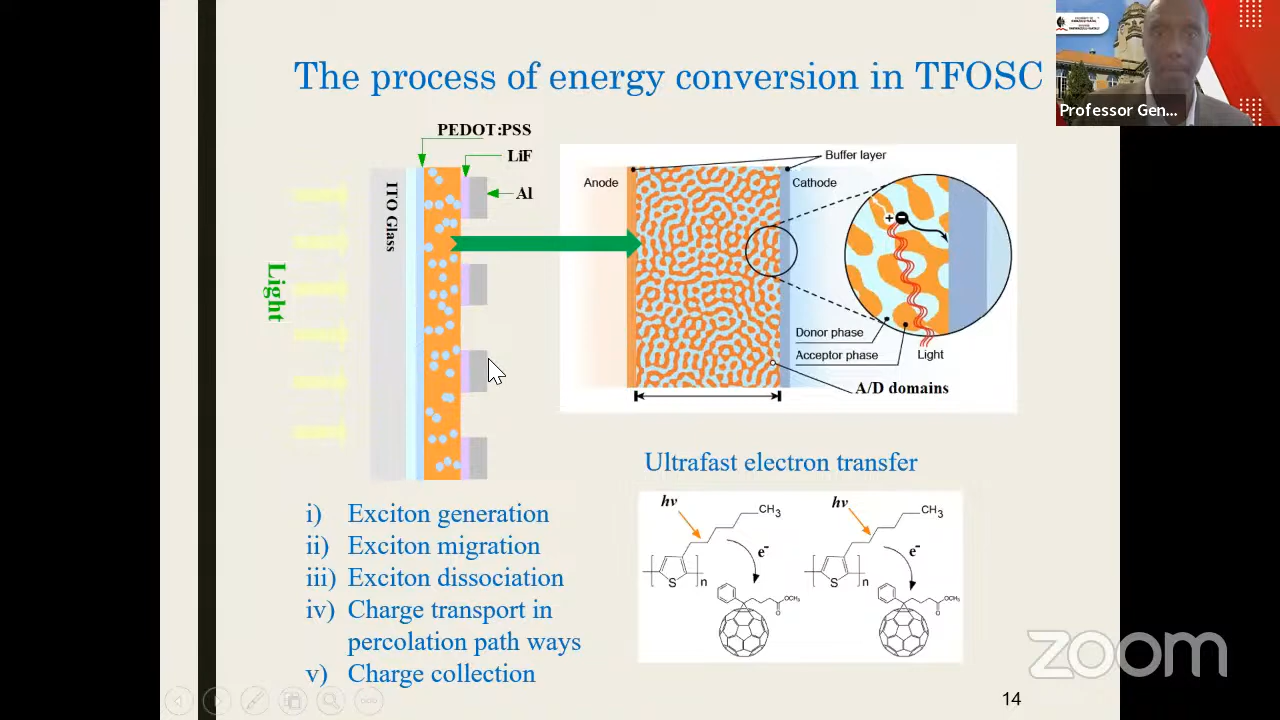 The process of energy conversion in TFOSC
Professor Gen...
PEDOT:PSS
LiF
Al
ITO Glass
Light
Buffer layer
Anode
Cathode
+
Donor phase
Acceptor phase
Light
A/D domains
Ultrafast electron transfer
hν
CH3
e-
S
n
OCH3
O
hν
CH3
e-
S
n
OCH3
O
i) Exciton generation
ii) Exciton migration
iii) Exciton dissociation
iv) Charge transport in
percolation path ways
v) Charge collection
zoom
14